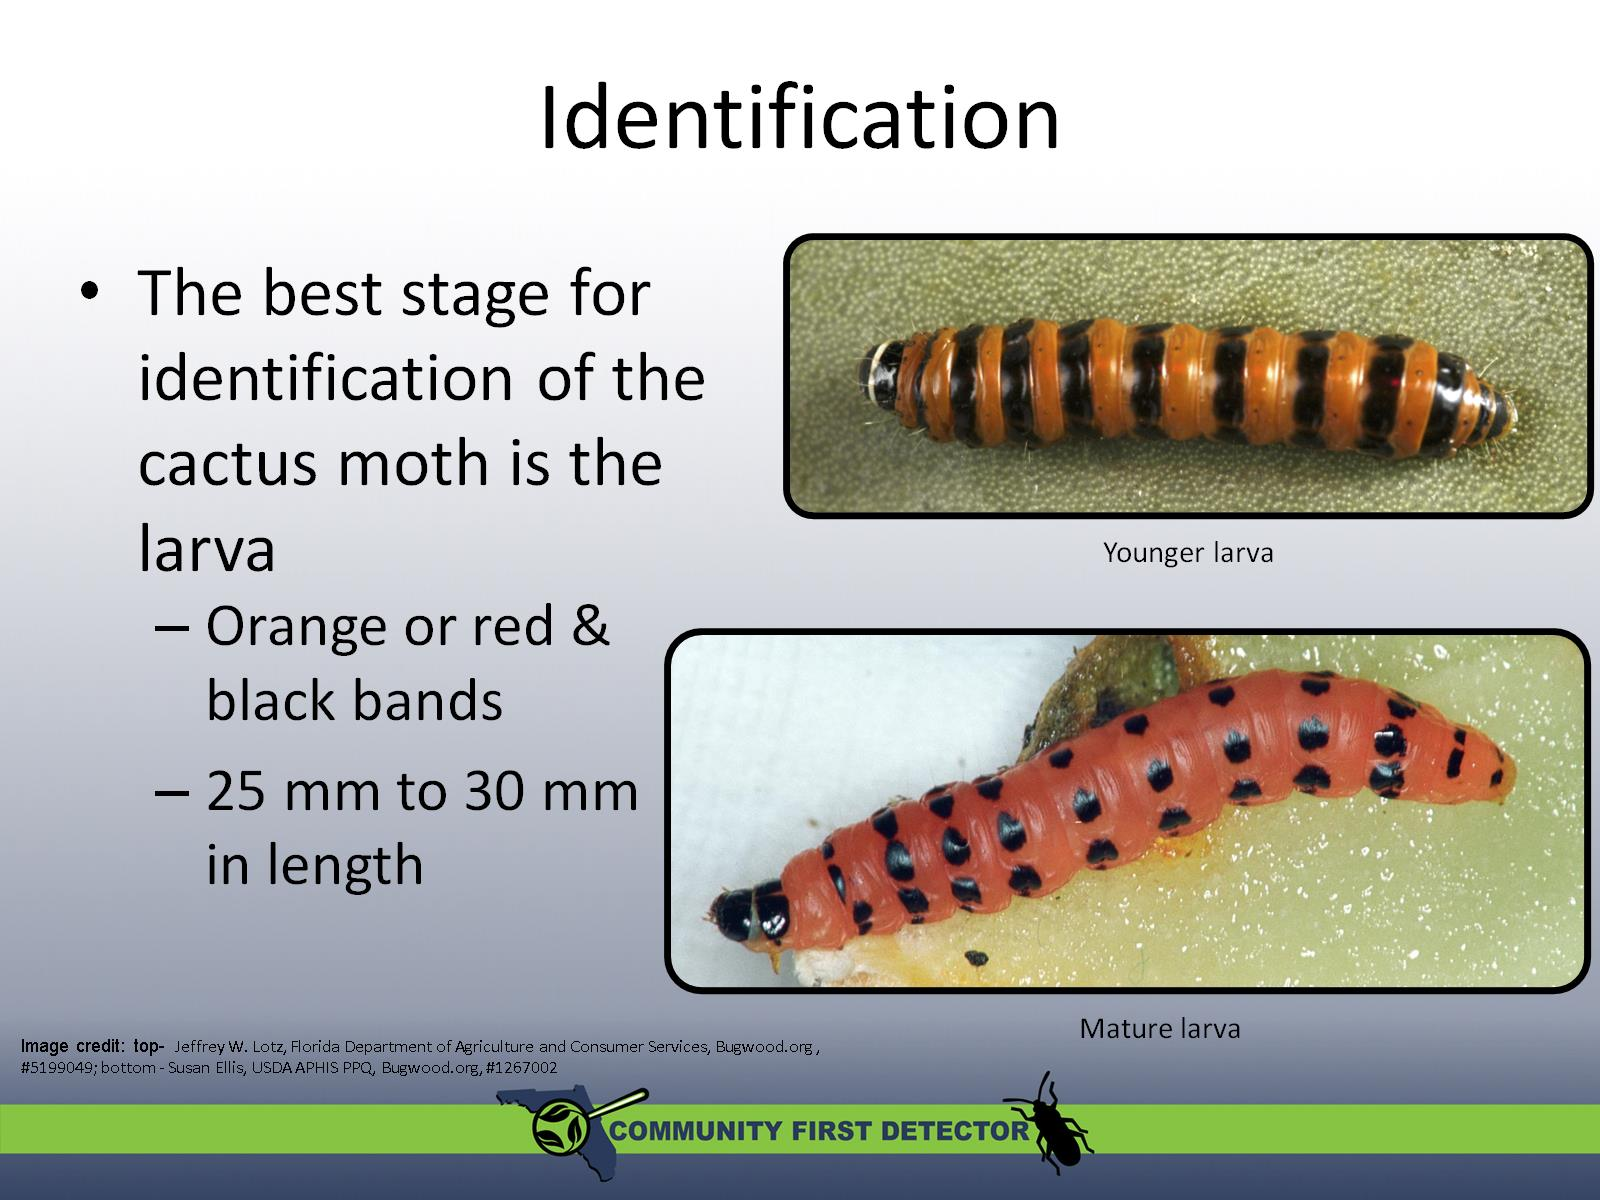 Identification
• The best stage for
identification of the
cactus moth is the
larva
– Orange or red &
black bands
– 25 mm to 30 mm
in length
Younger larva
Mature larva
Image credit: top- Jeffrey W. Lotz, Florida Department of Agriculture and Consumer Services, Bugwood.org ,
#5199049; bottom - Susan Ellis, USDA APHIS PPQ, Bugwood.org, #1267002
COMMUNITY FIRST DETECTOR